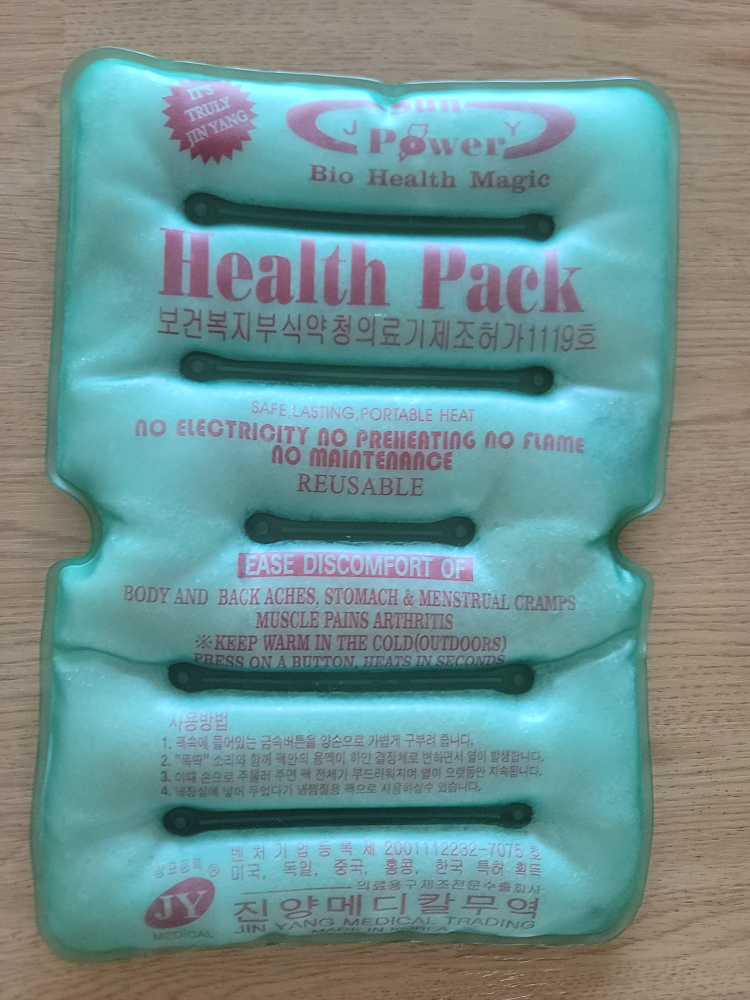 IT'S
TRULY
JIN YANG
Sun
J Power Y
Bio Health Magic
Health Pack
보건복지부식약청의료기제조허가1119호
SAFE,LASTING,PORTABLE HEAT
NO ELECTRICITY NO PREHEATING NO FLAME
NO MAINTENANCE
REUSABLE
EASE DISCOMFORT OF
BODY AND BACK ACHES, STOMACH & MENSTRUAL CRAMPS
MUSCLE PAINS ARTHRITIS
※KEEP WARM IN THE COLD(OUTDOORS)
PRESS ON A BUTTON, HEATS IN SECONDS
사용방법
1. 팩속에 들어있는 금속버튼을 양손으로 가볍게 구부려 줍니다.
2. "똑딱" 소리와 함께 팩안의 용액이 하얀 결정체로 변하면서 열이 발생합니다.
3. 이때 손으로 주물러 주면 팩 전체가 부드러워지며 열이 오랫동안 지속됩니다.
4. 냉장실에 넣어 두었다가 냉찜질용 팩으로 사용하실수 있습니다.
벤처기업등록제 2001112232-7075호
미국, 독일, 중국, 홍콩, 한국 특허 획득
상표등록 ®
의료용구제조전문수출회사
JY
MEDICAL
진양메디칼무역
JIN YANG MEDICAL TRADING
MADE IN KOREA